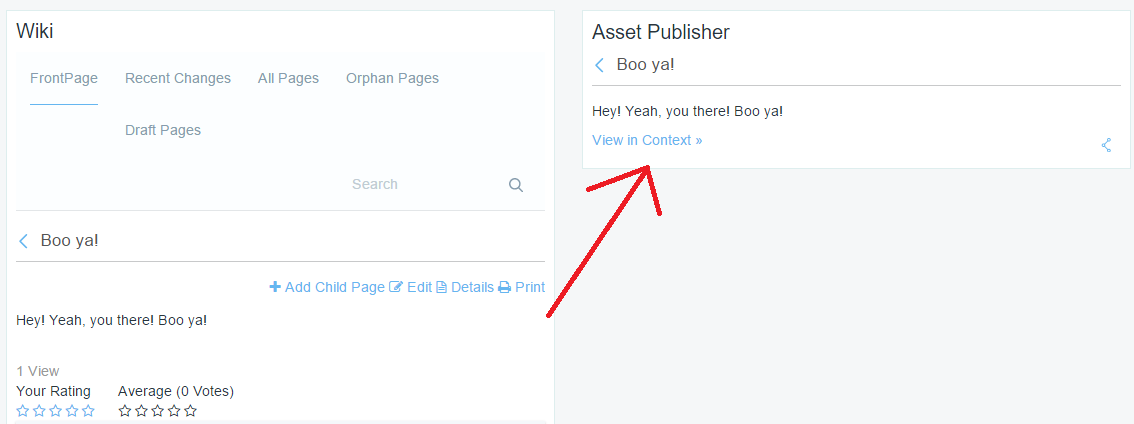 Wiki
FrontPage Recent Changes All Pages Orphan Pages
Draft Pages
Search
Boo ya!
Add Child Page Edit Details Print
Hey! Yeah, you there! Boo ya!
1 View
Your Rating Average (0 Votes)
Asset Publisher
Boo ya!
Hey! Yeah, you there! Boo ya!
View in Context »